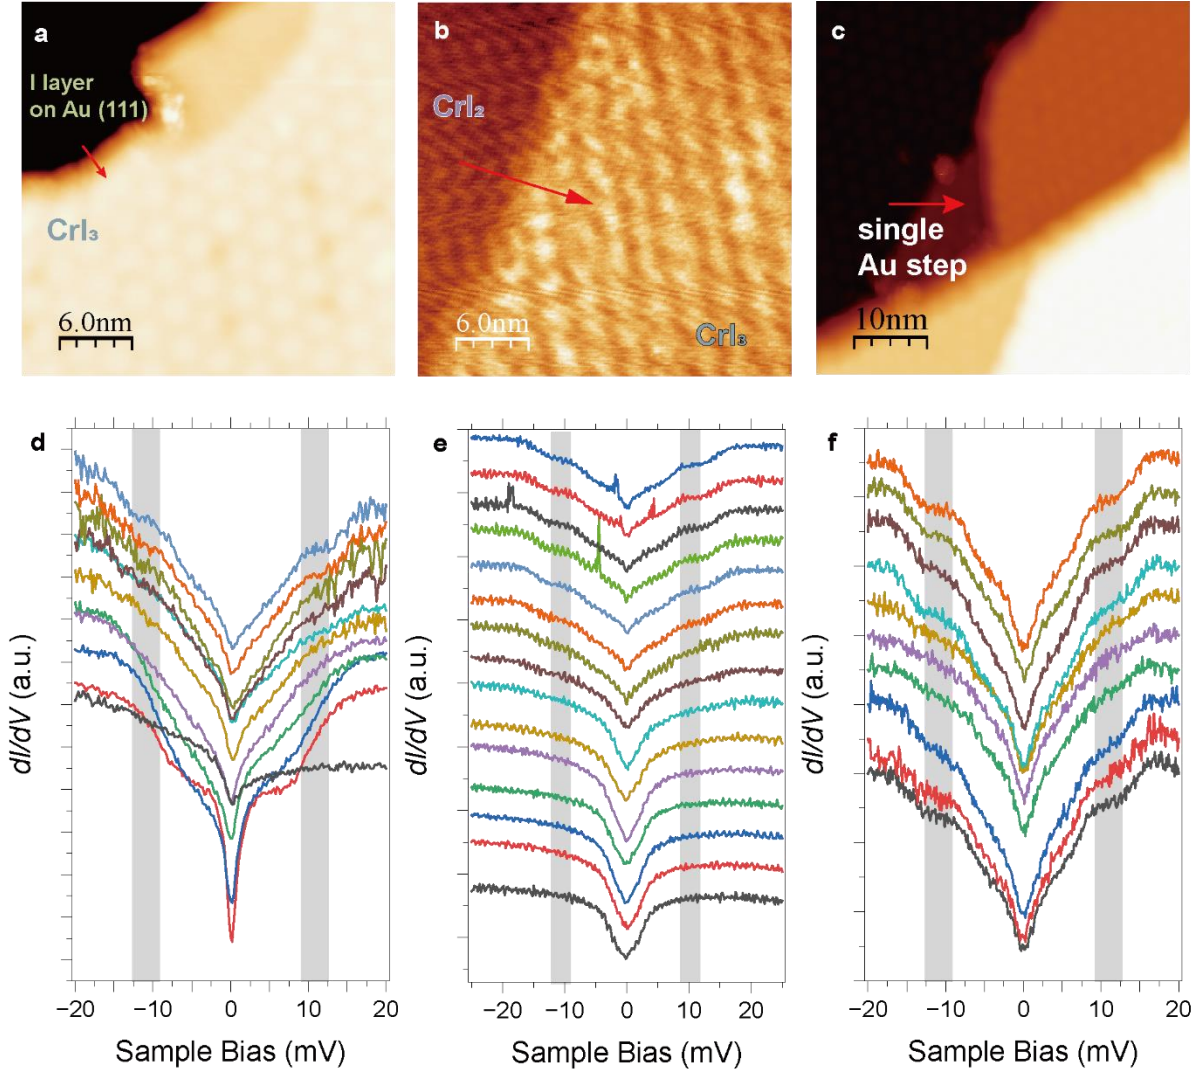 a
I layer
on Au (111)
CrI₃
6.0nm
b
CrI₂
6.0nm
CrI₃
c
single
Au step
10nm
d
dI/dV (a.u.)
−20 −10 0 10 20
Sample Bias (mV)
e
dI/dV (a.u.)
−20 −10 0 10 20
Sample Bias (mV)
f
dI/dV (a.u.)
−20 −10 0 10 20
Sample Bias (mV)